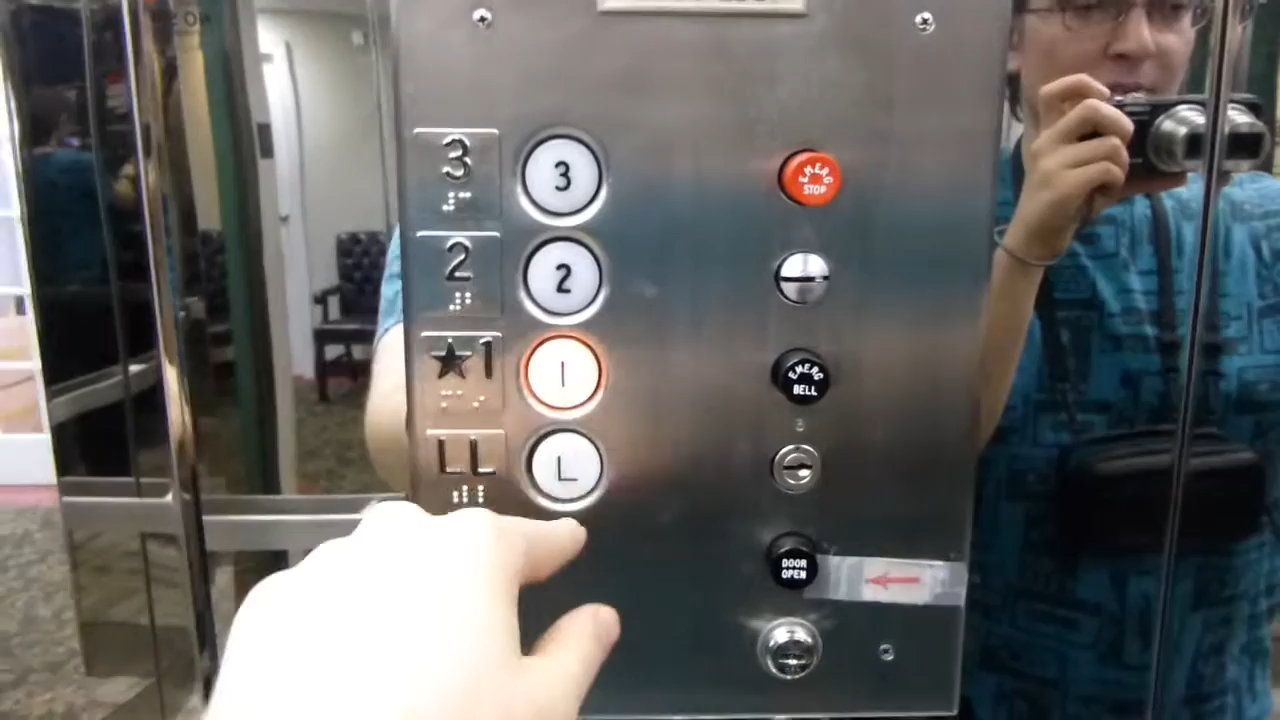 3 3
2 2
★1 1
LL L
EMERG
STOP
EMERG
BELL
DOOR
OPEN